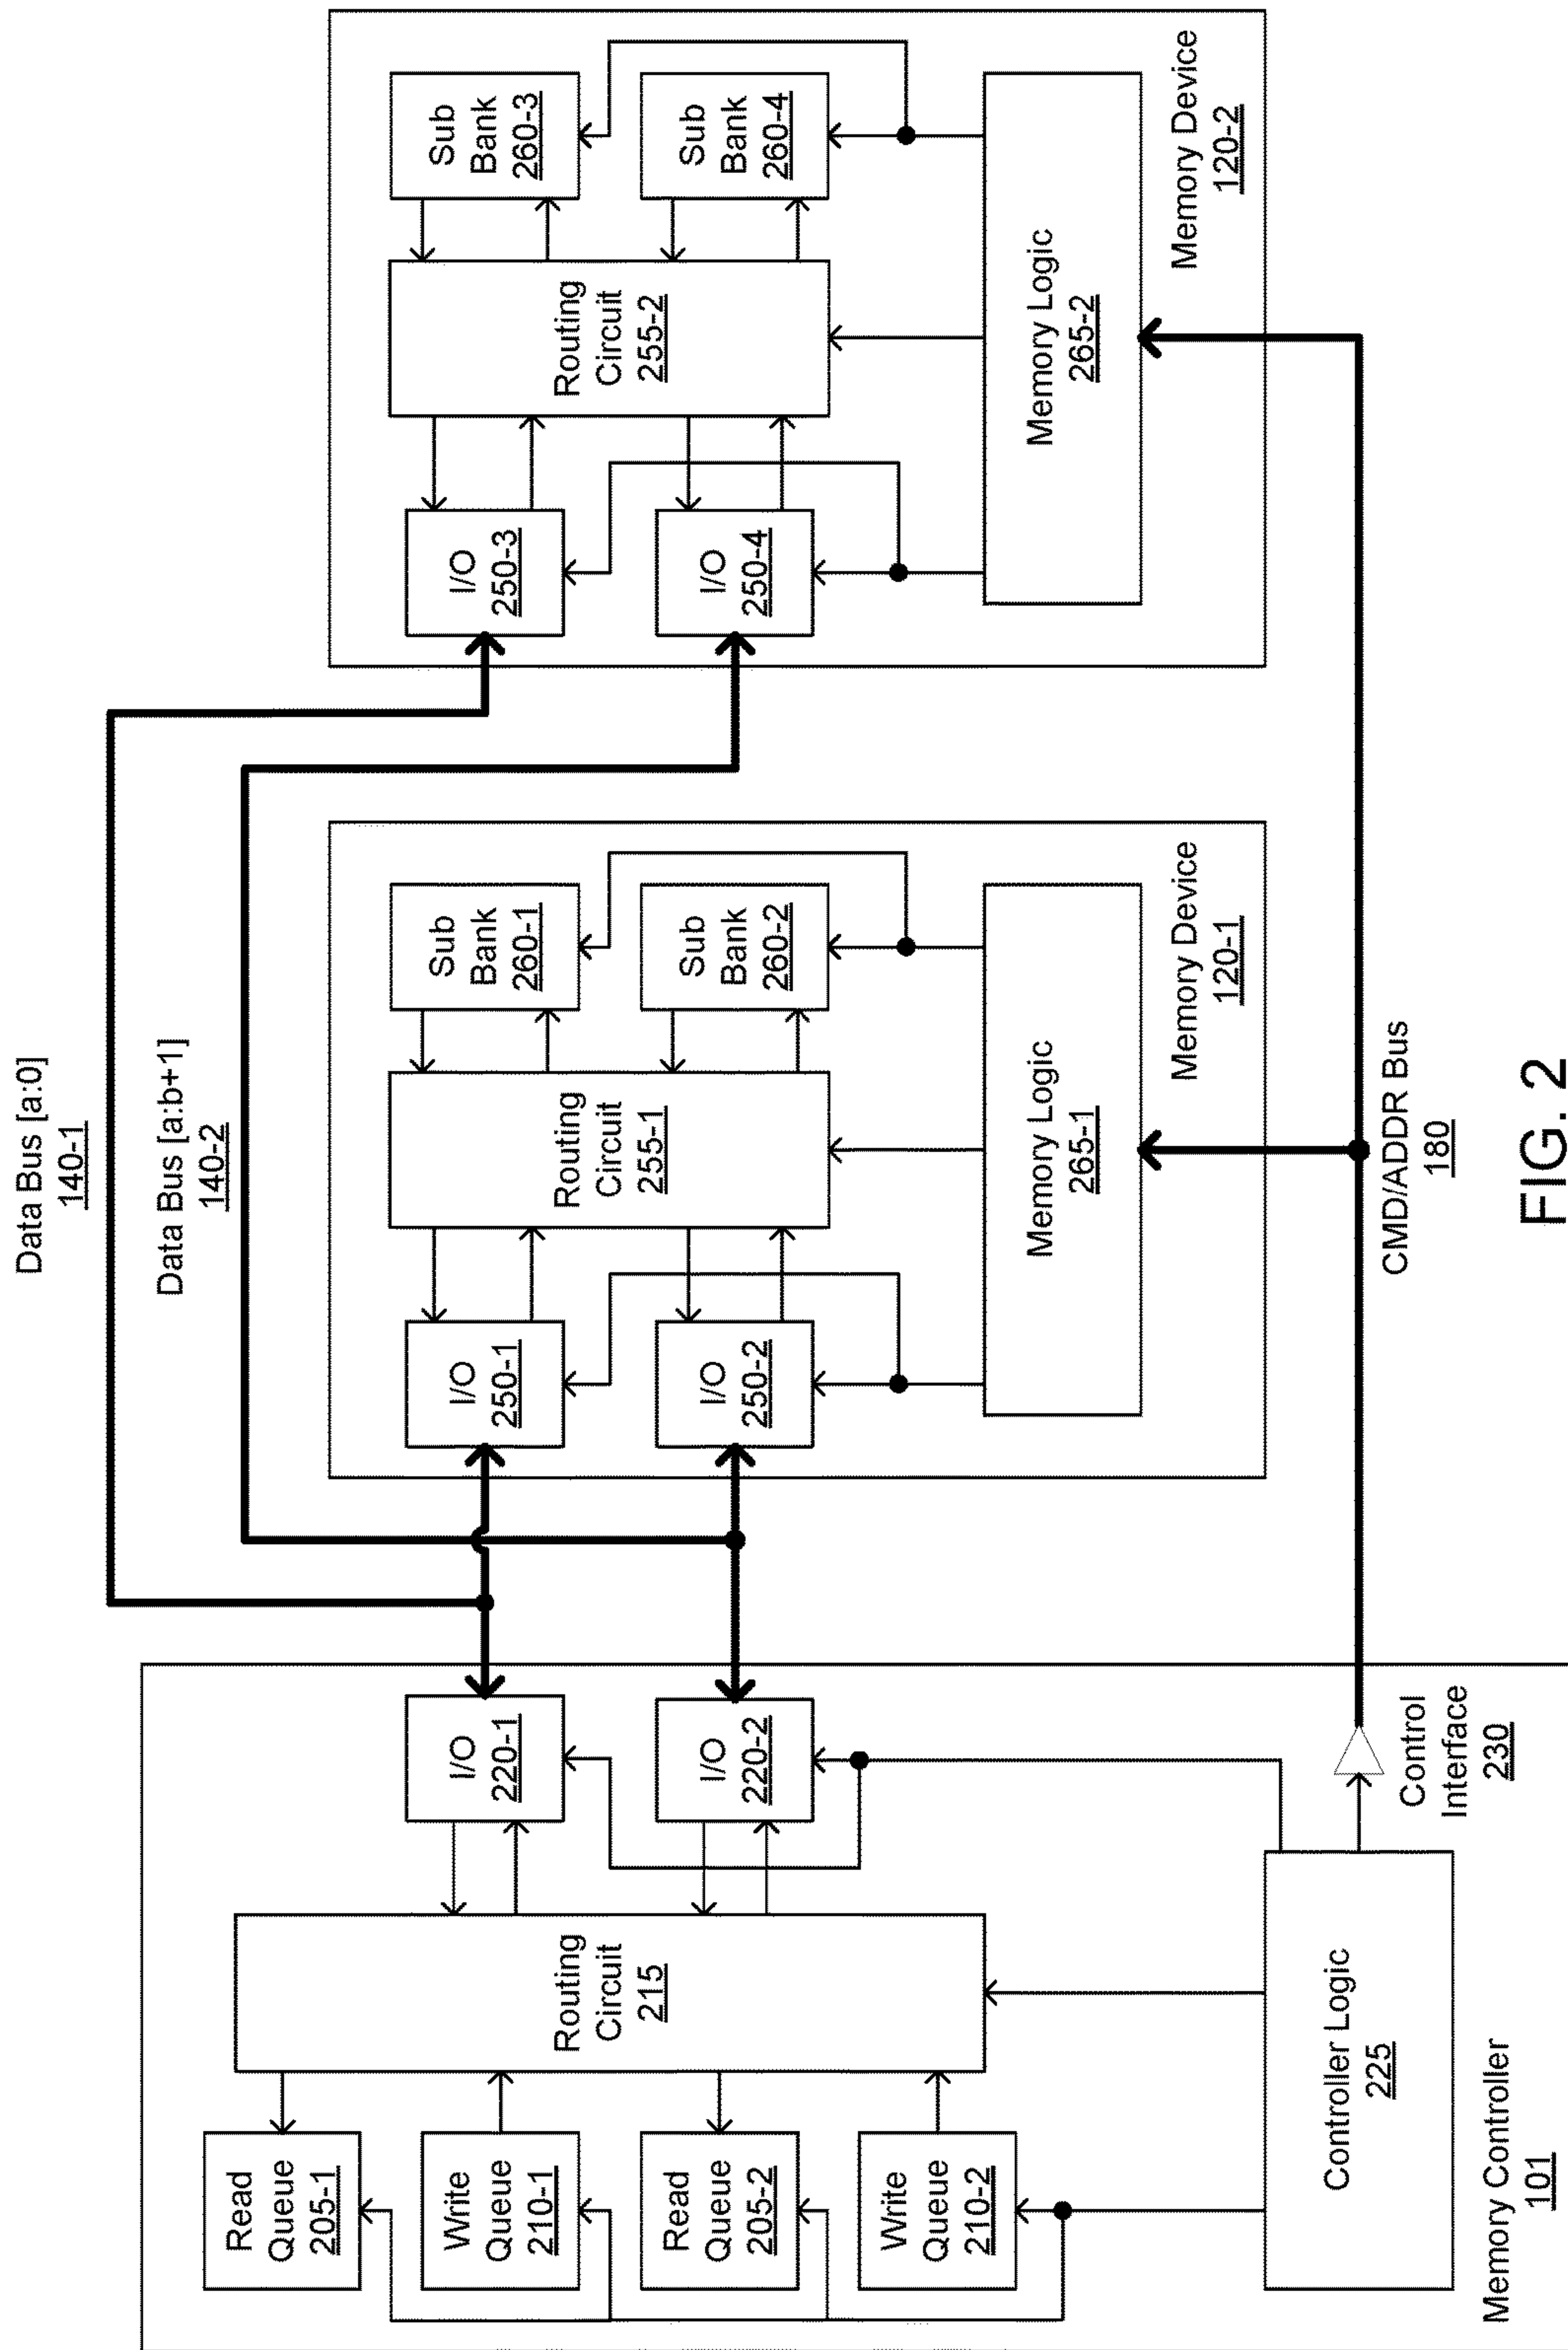 Data Bus [a:0]
140-1
Data Bus [a:b+1]
140-2
Read
Queue
205-1
Write
Queue
210-1
Read
Queue
205-2
Write
Queue
210-2
Routing
Circuit
215
I/O
220-1
I/O
220-2
Controller Logic
225
Control
Interface
230
Memory Controller
101
I/O
250-1
I/O
250-2
Routing
Circuit
255-1
Sub
Bank
260-1
Sub
Bank
260-2
Memory Logic
265-1
Memory Device
120-1
I/O
250-3
I/O
250-4
Routing
Circuit
255-2
Sub
Bank
260-3
Sub
Bank
260-4
Memory Logic
265-2
Memory Device
120-2
CMD/ADDR Bus
180
FIG. 2